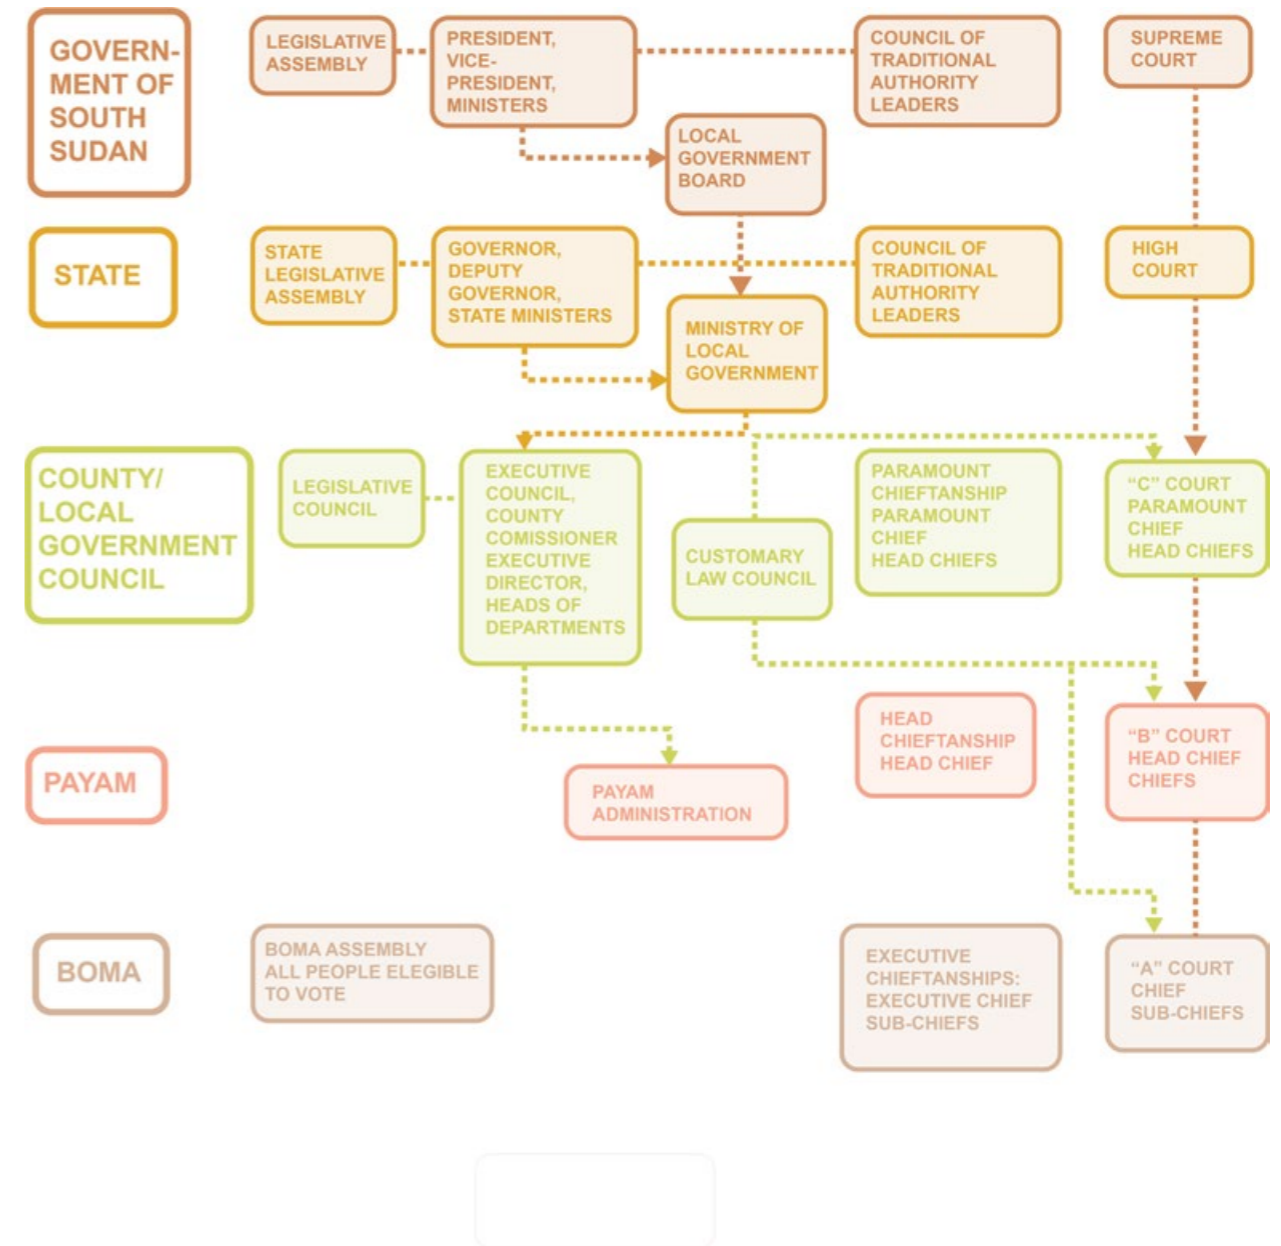 GOVERN-
MENT OF
SOUTH
SUDAN
LEGISLATIVE
ASSEMBLY
PRESIDENT,
VICE-
PRESIDENT,
MINISTERS
COUNCIL OF
TRADITIONAL
AUTHORITY
LEADERS
SUPREME
COURT
LOCAL
GOVERNMENT
BOARD
STATE
STATE
LEGISLATIVE
ASSEMBLY
GOVERNOR,
DEPUTY
GOVERNOR,
STATE MINISTERS
COUNCIL OF
TRADITIONAL
AUTHORITY
LEADERS
HIGH
COURT
MINISTRY OF
LOCAL
GOVERNMENT
COUNTY/
LOCAL
GOVERNMENT
COUNCIL
LEGISLATIVE
COUNCIL
EXECUTIVE
COUNCIL,
COUNTY
COMISSIONER
EXECUTIVE
DIRECTOR,
HEADS OF
DEPARTMENTS
CUSTOMARY
LAW COUNCIL
PARAMOUNT
CHIEFTANSHIP
PARAMOUNT
CHIEF
HEAD CHIEFS
“C” COURT
PARAMOUNT
CHIEF
HEAD CHIEFS
PAYAM
PAYAM
ADMINISTRATION
HEAD
CHIEFTANSHIP
HEAD CHIEF
“B” COURT
HEAD CHIEF
CHIEFS
BOMA
BOMA ASSEMBLY
ALL PEOPLE ELEGIBLE
TO VOTE
EXECUTIVE
CHIEFTANSHIPS:
EXECUTIVE CHIEF
SUB-CHIEFS
“A” COURT
CHIEF
SUB-CHIEFS